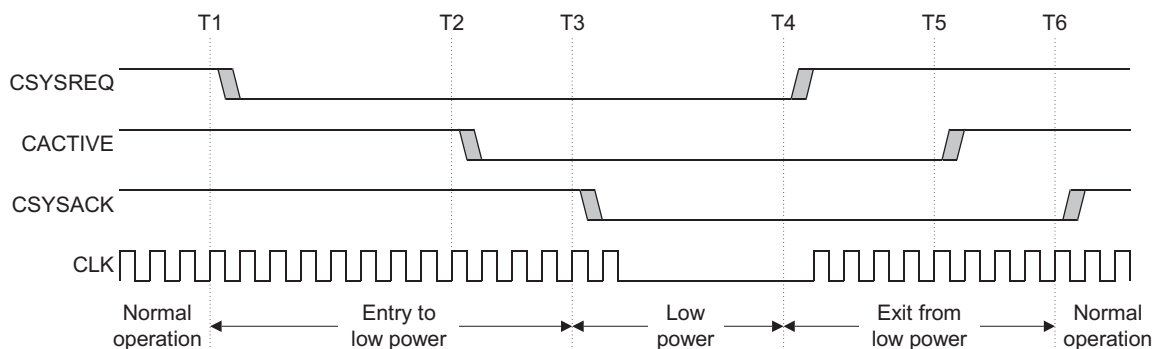 T1 T2 T3 T4 T5 T6
CSYSREQ
CACTIVE
CSYSACK
CLK
Normal operation
Entry to low power
Low power
Exit from low power
Normal operation